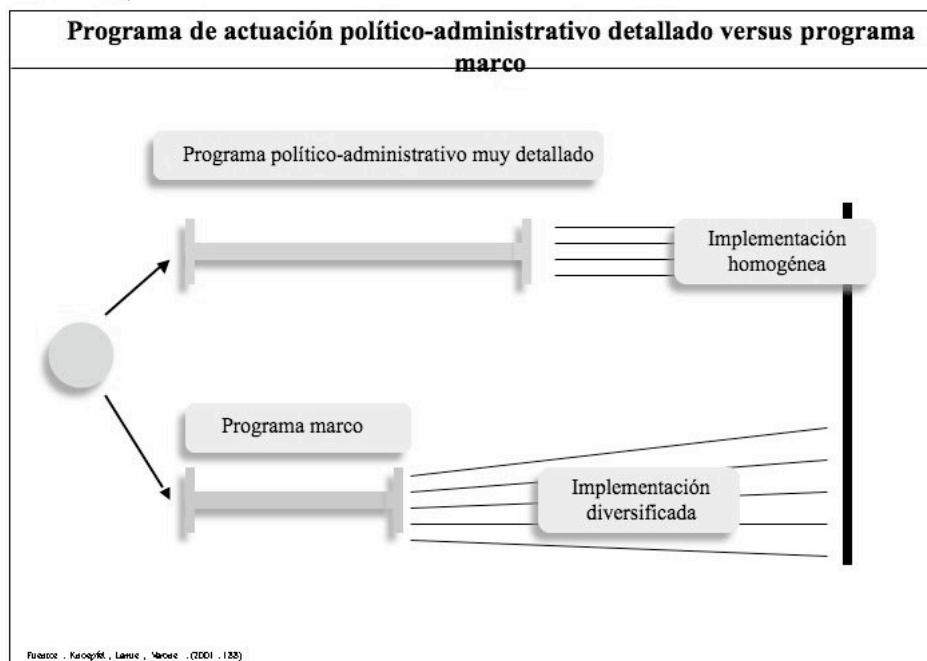 Programa de actuación político-administrativo detallado versus programa
marco
Programa político-administrativo muy detallado
Implementación
homogénea
Programa marco
Implementación
diversificada
(2001